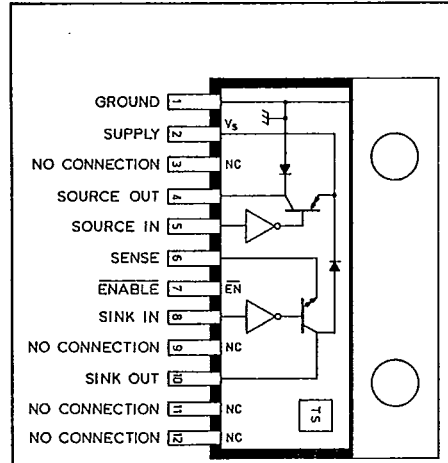 GROUND 1
SUPPLY 2 VS
NO CONNECTION 3 NC
SOURCE OUT 4
SOURCE IN 5
SENSE 6
ENABLE 7 EN
SINK IN 8
NO CONNECTION 9 NC
SINK OUT 10
NO CONNECTION 11 NC
NO CONNECTION 12 NC
TS